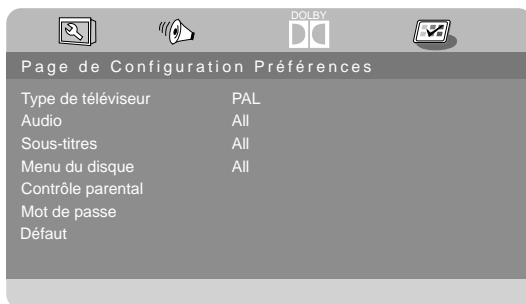 DOLBY
Page de Configuration Préférences
Type de téléviseur PAL
Audio All
Sous-titres All
Menu du disque All
Contrôle parental
Mot de passe
Défaut